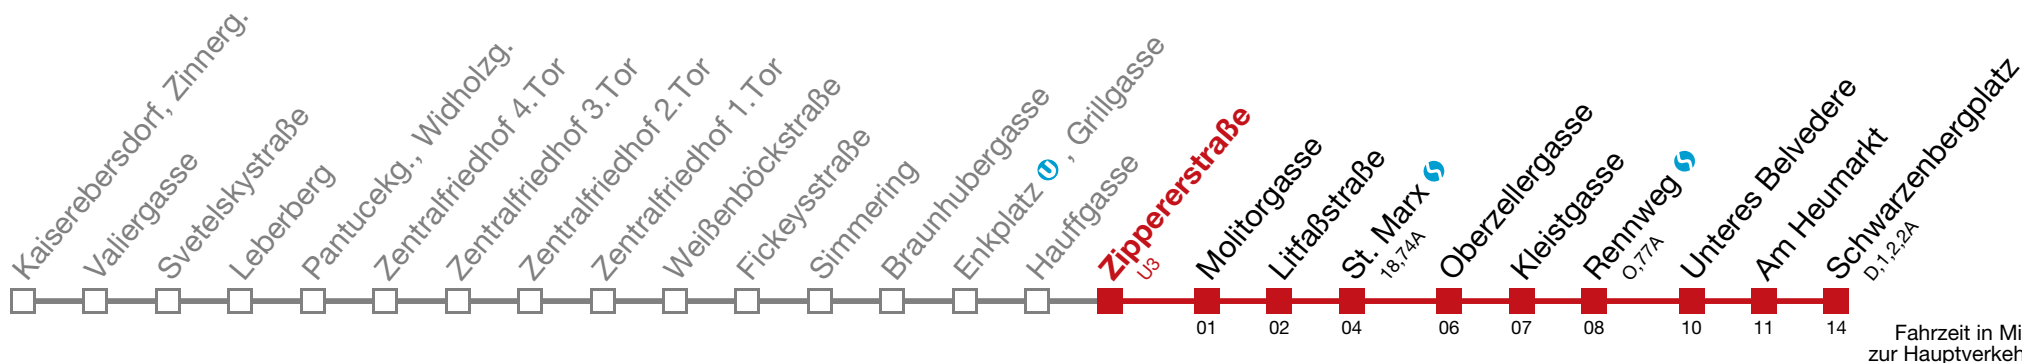 Kaiserebersdorf, Zinnerg.
Valiergasse
Svetelskystraße
Leberberg
Pantucekg., Widholzg.
Zentralfriedhof 4.Tor
Zentralfriedhof 3.Tor
Zentralfriedhof 2.Tor
Zentralfriedhof 1.Tor
Weißenböckstraße
Fickeysstraße
Simmering
Braunhubergasse
Enkplatz U, Grillgasse
Hauffgasse
Zippererstraße
U3
Molitorgasse
Litfaßstraße
St. Marx S
18,74A
Oberzellergasse
Kleistgasse
Rennweg S
O,77A
Unteres Belvedere
Am Heumarkt
Schwarzenbergplatz
D,1,2,2A
01 02 04 06 07 08 10 11 14
Fahrzeit in Mi
zur Hauptverkeh